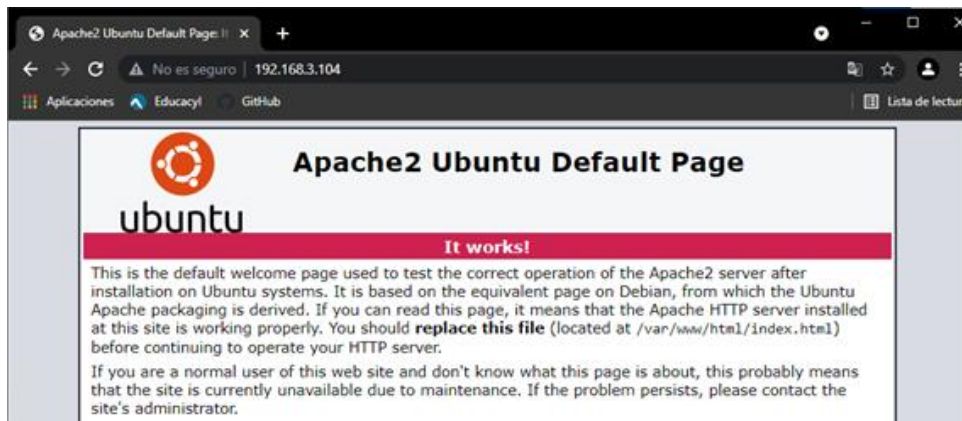 Apache2 Ubuntu Default Page: I
No es seguro | 192.168.3.104
Aplicaciones Educacyl GitHub Lista de lectur
ubuntu
Apache2 Ubuntu Default Page
It works!
This is the default welcome page used to test the correct operation of the Apache2 server after
installation on Ubuntu systems. It is based on the equivalent page on Debian, from which the Ubuntu
Apache packaging is derived. If you can read this page, it means that the Apache HTTP server installed
at this site is working properly. You should replace this file (located at /var/www/html/index.html)
before continuing to operate your HTTP server.
If you are a normal user of this web site and don't know what this page is about, this probably means
that the site is currently unavailable due to maintenance. If the problem persists, please contact the
site's administrator.